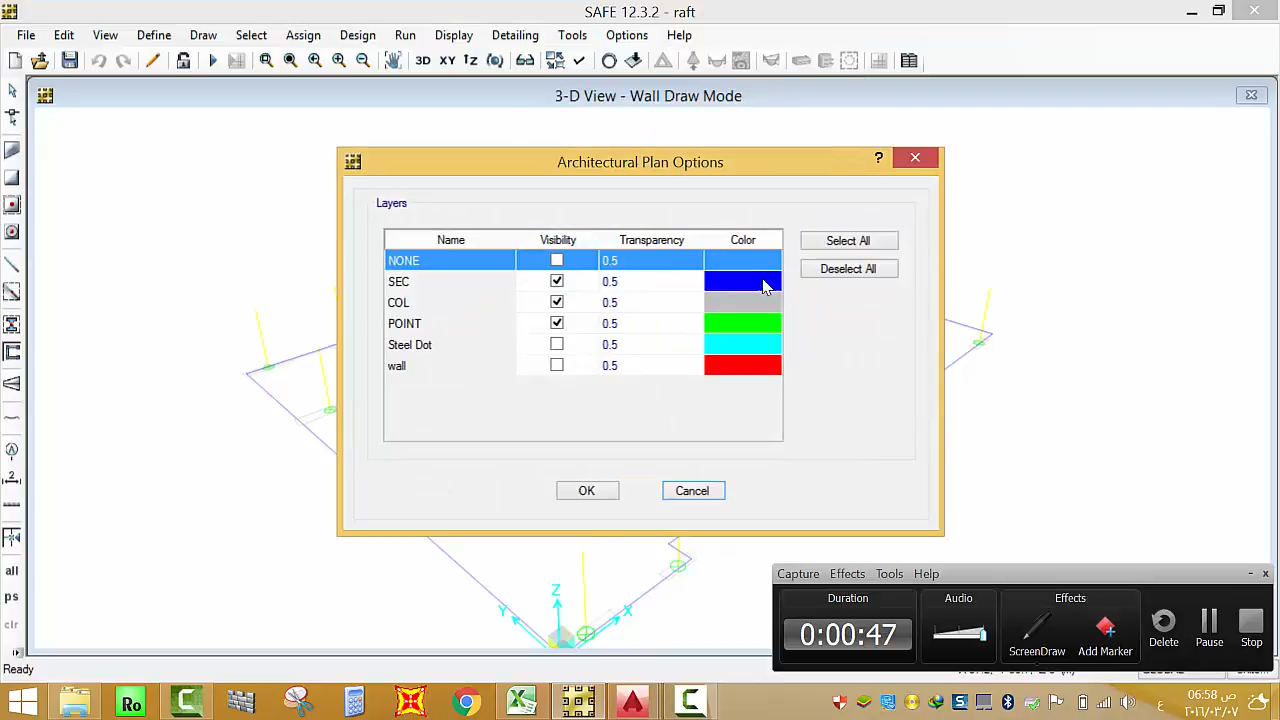 SAFE 12.3.2 - raft
File Edit View Define Draw Select Assign Design Run Display Detailing Tools Options Help
3D XY
3-D View - Wall Draw Mode
Architectural Plan Options
?
Layers
Name Visibility Transparency Color
NONE 0.5
SEC 0.5
COL 0.5
POINT 0.5
Steel Dot 0.5
wall 0.5
Select All
Deselect All
OK Cancel
Z
Y X
all
ps
clr
Ready
Capture Effects Tools Help
Duration Audio Effects
0:00:47
ScreenDraw Add Marker Delete Pause Stop
Ro
ع
06:58 ص
٢٠١٦/٠٣/٠٧